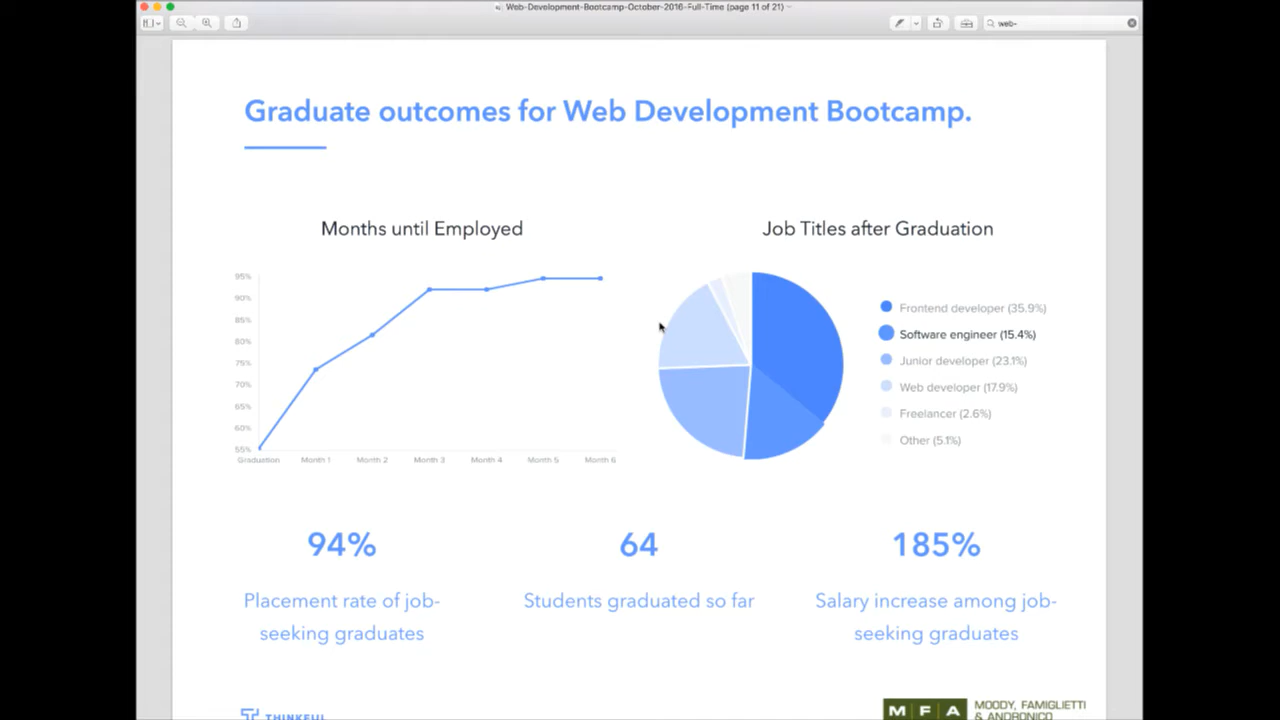 Web-Development-Bootcamp-October-2016-Full-Time (page 11 of 21)
web-
Graduate outcomes for Web Development Bootcamp.
Months until Employed
95%
90%
85%
80%
75%
70%
65%
60%
55%
Graduation Month 1 Month 2 Month 3 Month 4 Month 5 Month 6
Job Titles after Graduation
Frontend developer (35.9%)
Software engineer (15.4%)
Junior developer (23.1%)
Web developer (17.9%)
Freelancer (2.6%)
Other (5.1%)
94%
Placement rate of job-
seeking graduates
64
Students graduated so far
185%
Salary increase among job-
seeking graduates
THINKFUL
MFA
MOODY, FAMIGLIETTI
& ANDRONICO